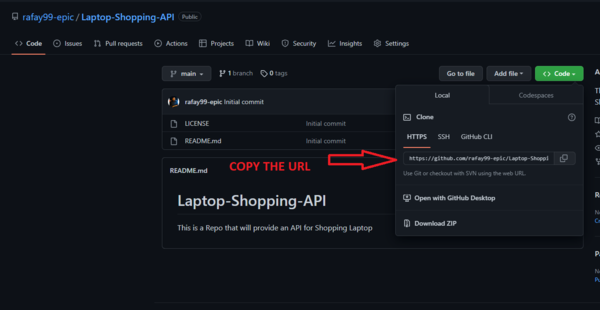 rafay99-epic / Laptop-Shopping-API Public
Code Issues Pull requests Actions Projects Wiki Security Insights Settings
main 1 branch 0 tags Go to file Add file Code
rafay99-epic Initial commit
LICENSE Initial commit
README.md Initial commit
README.md
Laptop-Shopping-API
This is a Repo that will provide an API for Shopping Laptop
COPY THE URL
Local Codespaces
Clone
HTTPS SSH GitHub CLI
https://github.com/rafay99-epic/Laptop-Shoppi
Use Git or checkout with SVN using the web URL.
Open with GitHub Desktop
Download ZIP